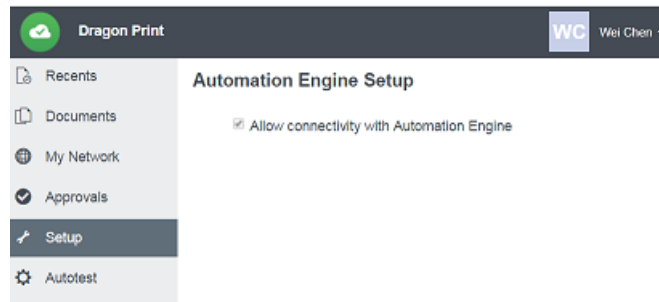 Dragon Print
WC Wei Chen
Recents
Automation Engine Setup
Documents
Allow connectivity with Automation Engine
My Network
Approvals
Setup
Autotest